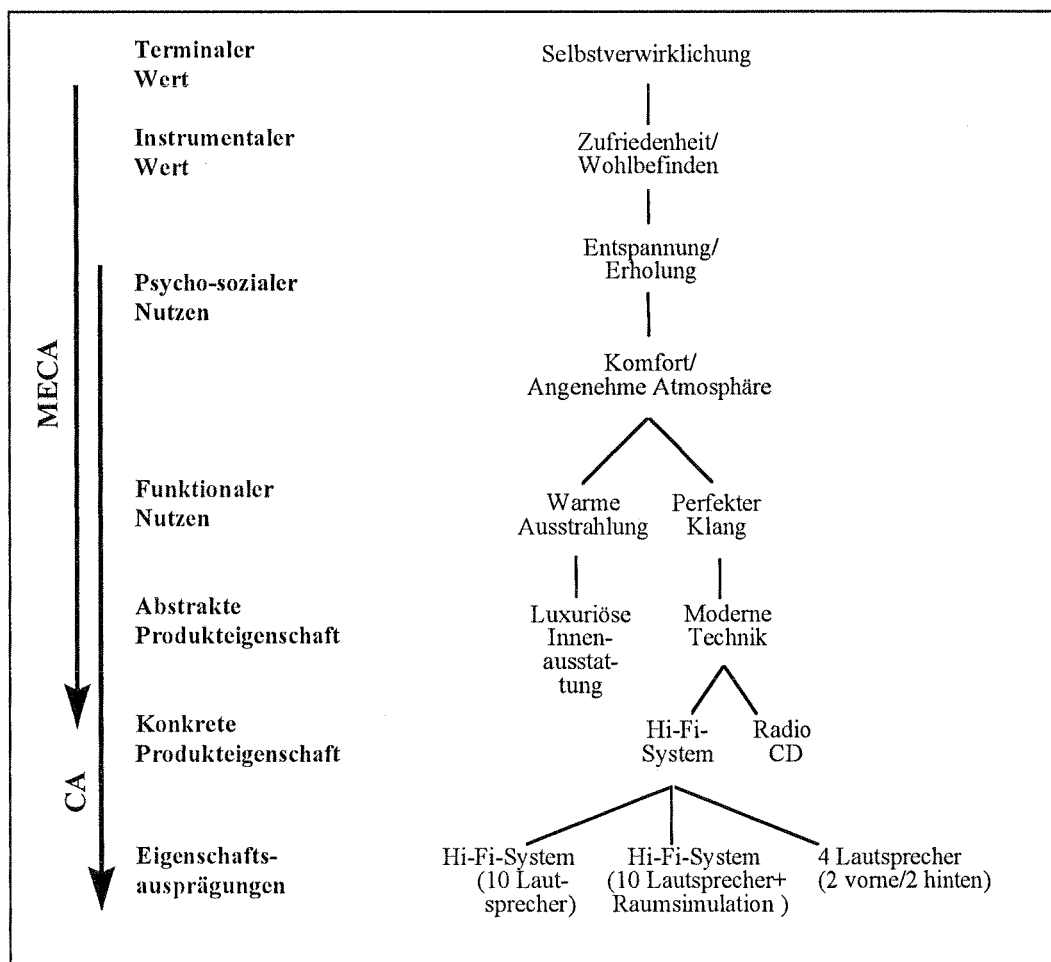 Terminaler
Wert
Selbstverwirklichung
Instrumentaler
Wert
Zufriedenheit/
Wohlbefinden
Entspannung/
Erholung
Psycho-sozialer
Nutzen
Komfort/
Angenehme Atmosphäre
MECA
Funktionaler
Nutzen
Warme
Ausstrahlung
Perfekter
Klang
Abstrakte
Produkteigenschaft
Luxuriöse
Innen-
ausstat-
tung
Moderne
Technik
Konkrete
Produkteigenschaft
Hi-Fi-
System
Radio
CD
CA
Eigenschafts-
ausprägungen
Hi-Fi-System
(10 Laut-
sprecher)
Hi-Fi-System
(10 Lautsprecher+
Raumsimulation )
4 Lautsprecher
(2 vorne/2 hinten)